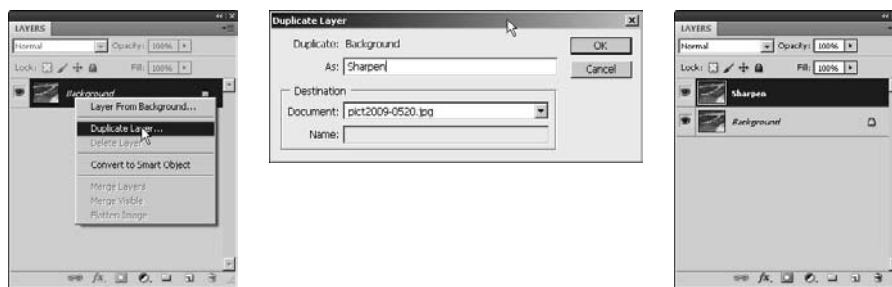 LAYERS
Normal Opacity: 100%
Lock: Fill: 100%
Background
Layer From Background...
Duplicate Layer...
Delete Layer
Convert to Smart Object
Merge Layers
Merge Visible
Flatten Image
fx.
Duplicate Layer
Duplicate: Background
As: Sharpen
Destination
Document: pict2009-0520.jpg
Name:
OK
Cancel
LAYERS
Normal Opacity: 100%
Lock: Fill: 100%
Sharpen
Background
fx.